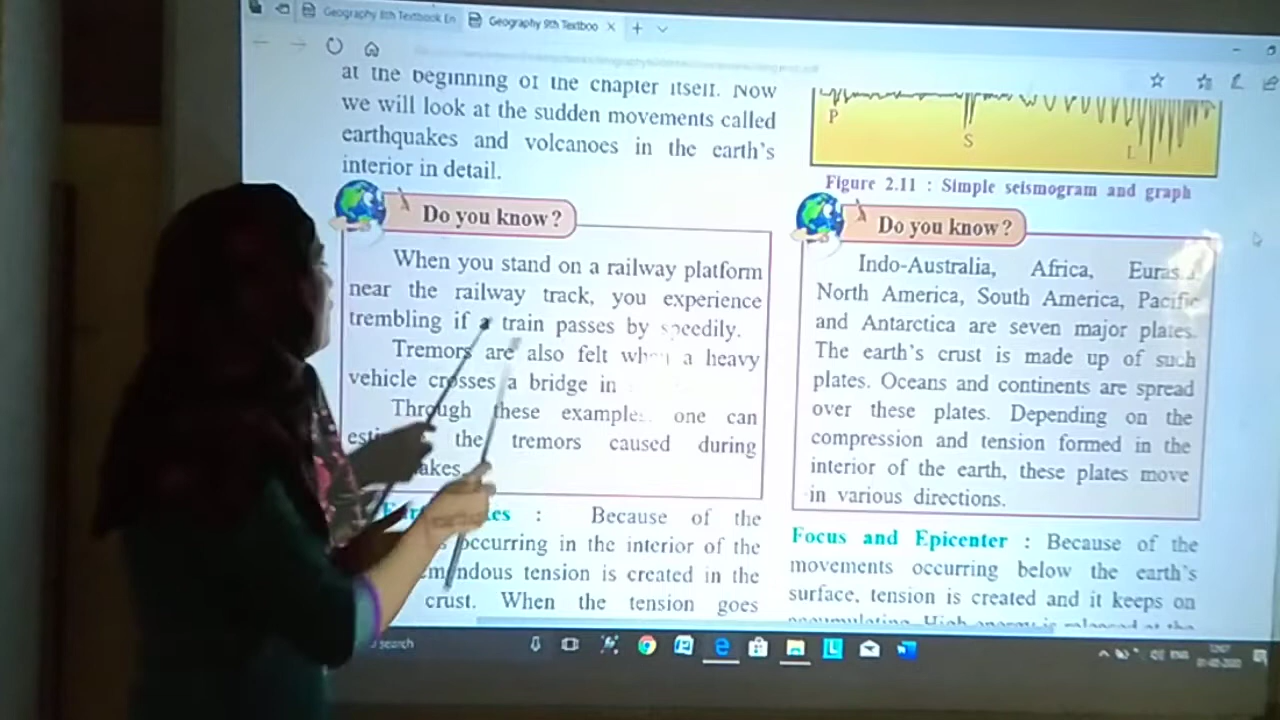 Geography 8th Textbook En
Geography 9th Textboo
at the beginning of the chapter itself. Now
we will look at the sudden movements called
earthquakes and volcanoes in the earth's
interior in detail.
Do you know?
When you stand on a railway platform
near the railway track, you experience
trembling if a train passes by speedily.
Tremors are also felt when a heavy
vehicle crosses a bridge in
Through these examples one can
the tremors caused during
Because of the
occurring in the interior of the
tension is created in the
crust. When the tension goes
P
S
L
Figure 2.11 : Simple seismogram and graph
Do you know?
Indo-Australia, Africa,
North America, South America, Pacific
and Antarctica are seven major plates.
The earth's crust is made up of such
plates. Oceans and continents are spread
over these plates. Depending on the
compression and tension formed in the
interior of the earth, these plates move
in various directions.
Focus and Epicenter : Because of the
movements occurring below the earth's
surface, tension is created and it keeps on
search